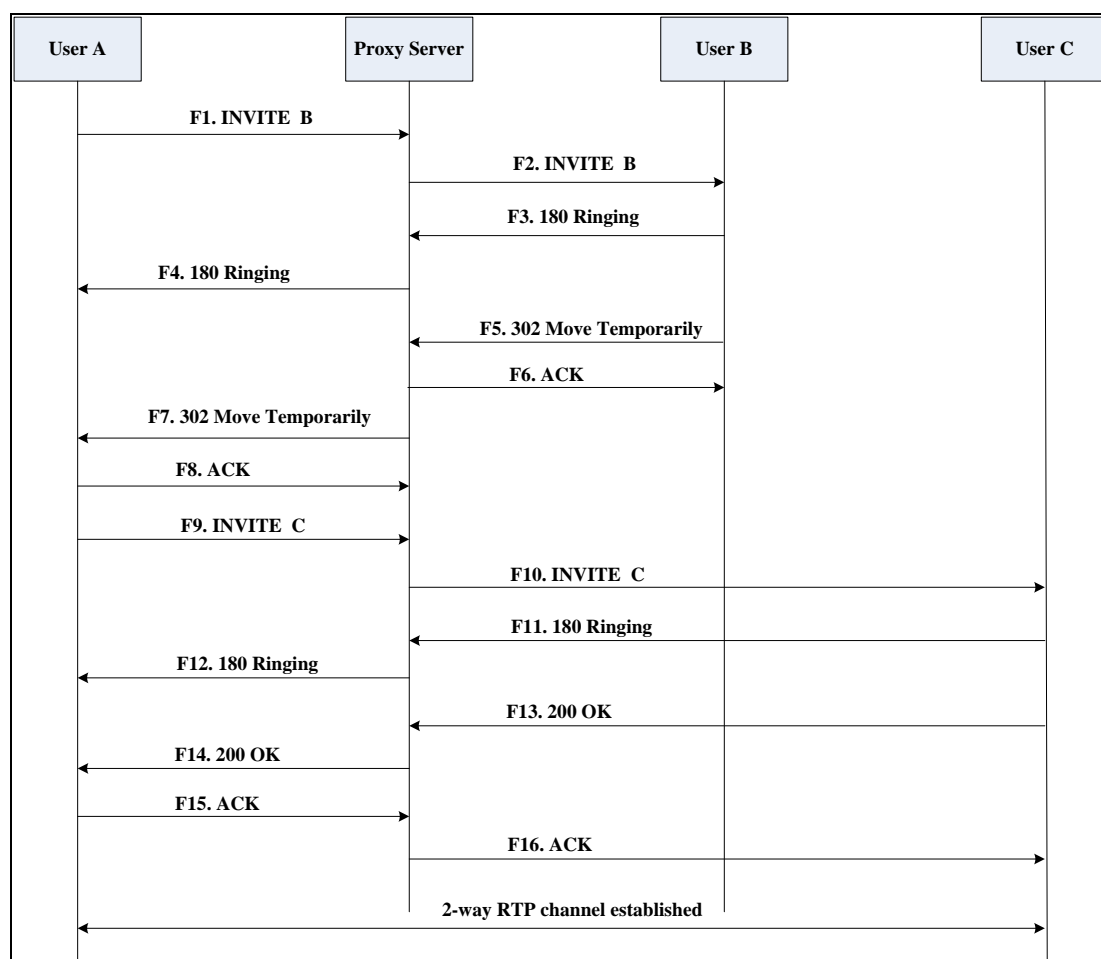 User A
Proxy Server
User B
User C
F1. INVITE B
F2. INVITE B
F3. 180 Ringing
F4. 180 Ringing
F5. 302 Move Temporarily
F6. ACK
F7. 302 Move Temporarily
F8. ACK
F9. INVITE C
F10. INVITE C
F11. 180 Ringing
F12. 180 Ringing
F13. 200 OK
F14. 200 OK
F15. ACK
F16. ACK
2-way RTP channel established